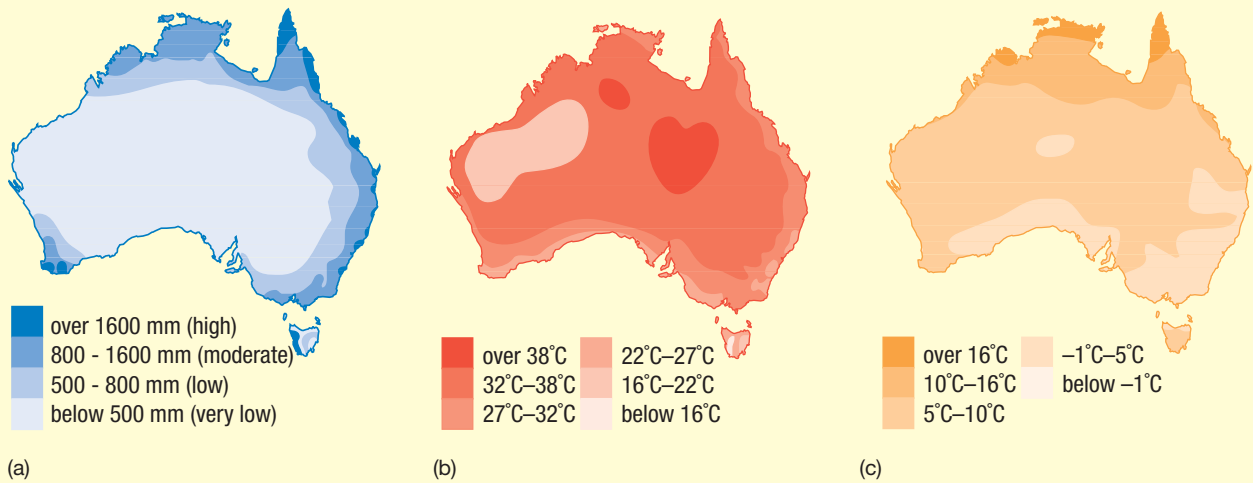 over 1600 mm (high)
800 - 1600 mm (moderate)
500 - 800 mm (low)
below 500 mm (very low)
(a)
over 38°C
32°C–38°C
27°C–32°C
22°C–27°C
16°C–22°C
below 16°C
(b)
over 16°C
10°C–16°C
5°C–10°C
–1°C–5°C
below –1°C
(c)